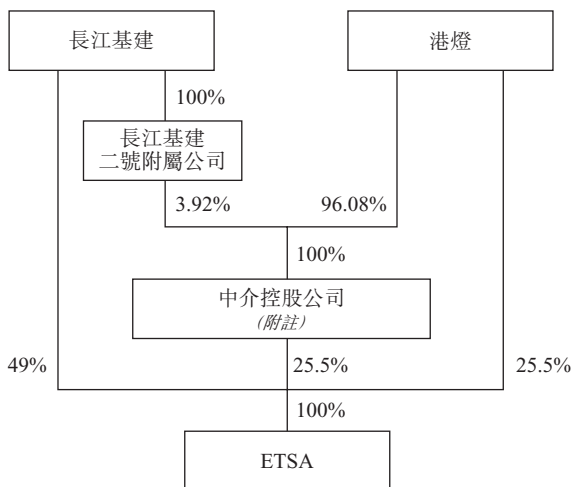 長江基建
港燈
100%
長江基建
二號附屬公司
3.92%
96.08%
100%
中介控股公司
（附註）
49%
25.5%
25.5%
100%
ETSA